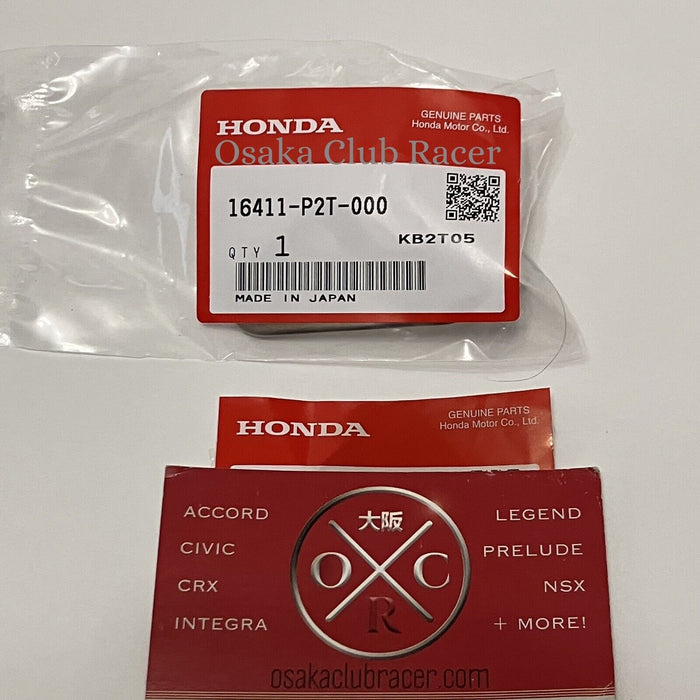 HONDA
GENUINE PARTS
Honda Motor Co., Ltd.
Osaka Club Racer
16411-P2T-000
QTY 1
KB2T05
MADE IN JAPAN
HONDA
GENUINE PARTS
Honda Motor Co., Ltd.
ACCORD
CIVIC
CRX
INTEGRA
大阪
O C
R
LEGEND
PRELUDE
NSX
+ MORE!
osakaclubracer.com